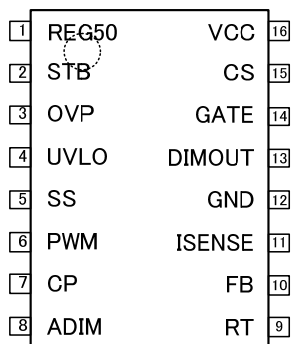 1 REG50 VCC 16
2 STB CS 15
3 OVP GATE 14
4 UVLO DIMOUT 13
5 SS GND 12
6 PWM ISENSE 11
7 CP FB 10
8 ADIM RT 9